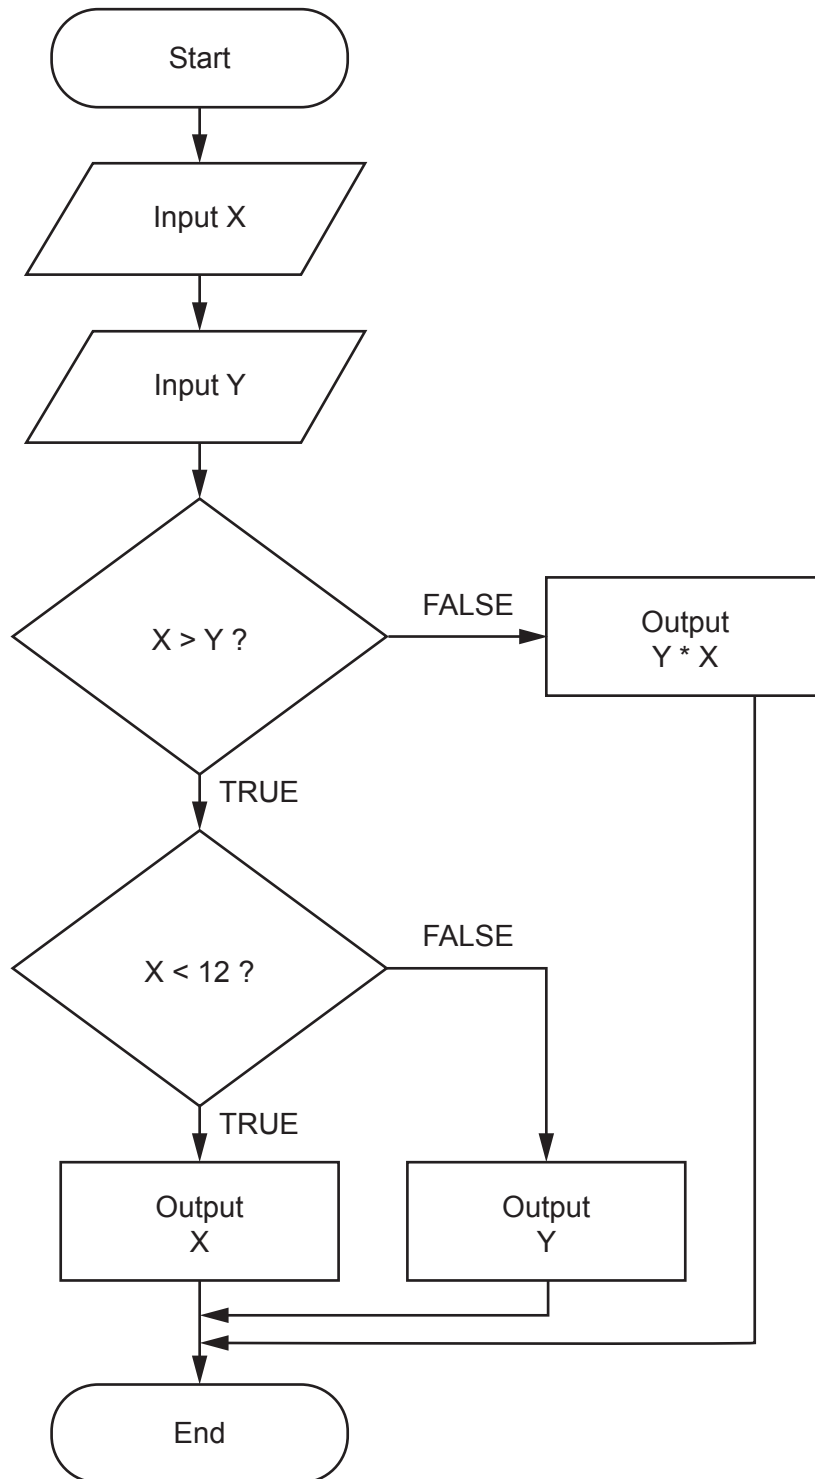 Start
Input X
Input Y
X > Y ?
FALSE
Output
Y * X
TRUE
X < 12 ?
FALSE
TRUE
Output
X
Output
Y
End